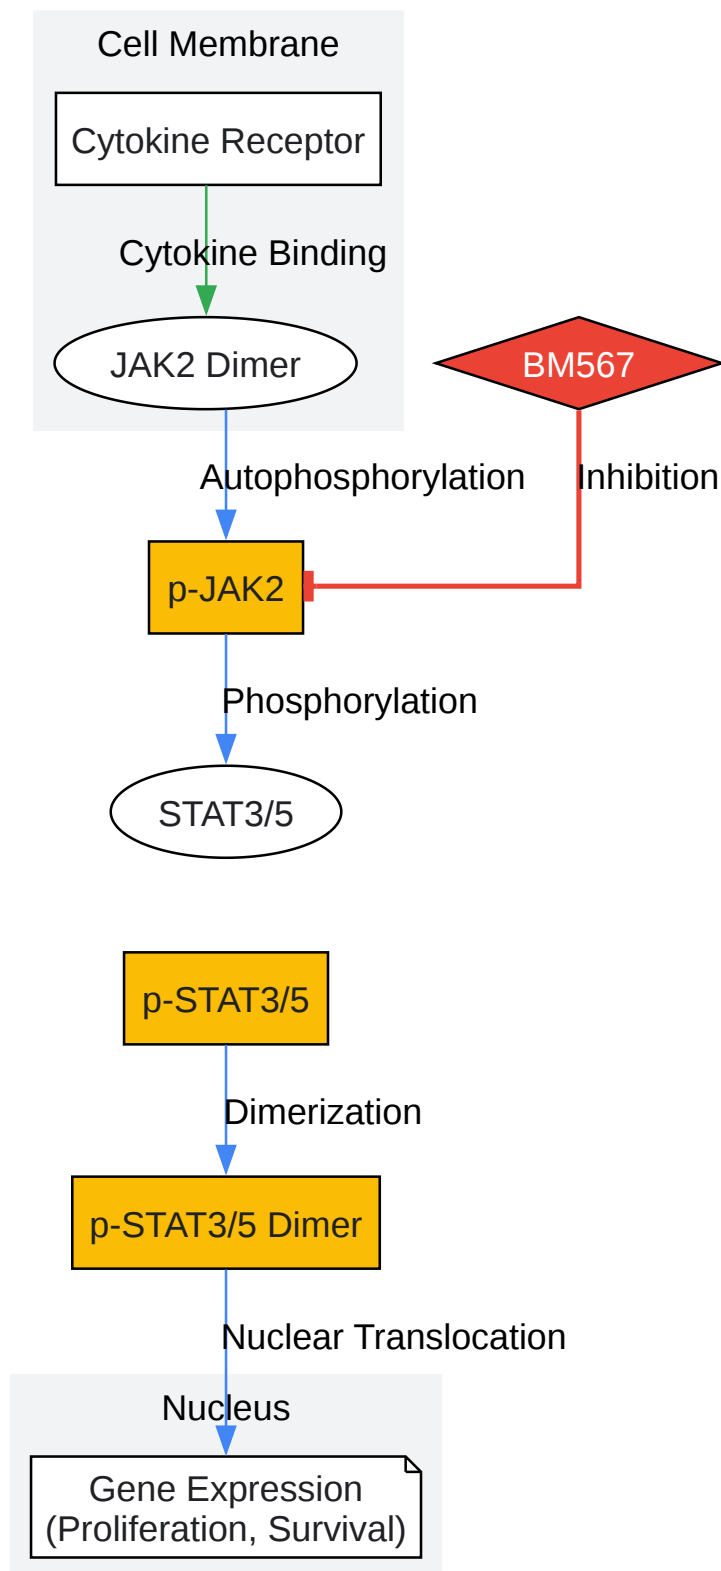 Cell Membrane
Cytokine Receptor
Cytokine Binding
JAK2 Dimer
BM567
Autophosphorylation
Inhibition
p-JAK2
Phosphorylation
STAT3/5
p-STAT3/5
Dimerization
p-STAT3/5 Dimer
Nuclear Translocation
Nucleus
Gene Expression
(Proliferation, Survival)